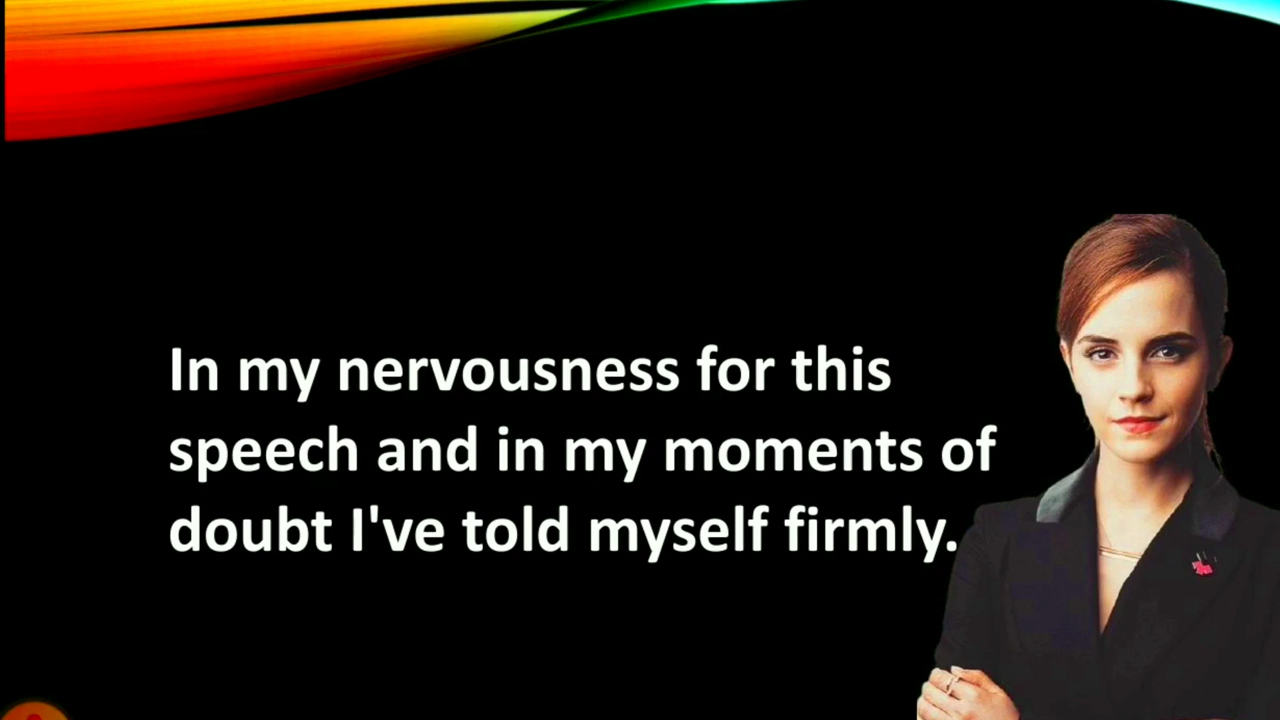 In my nervousness for this
speech and in my moments of
doubt I've told myself firmly.